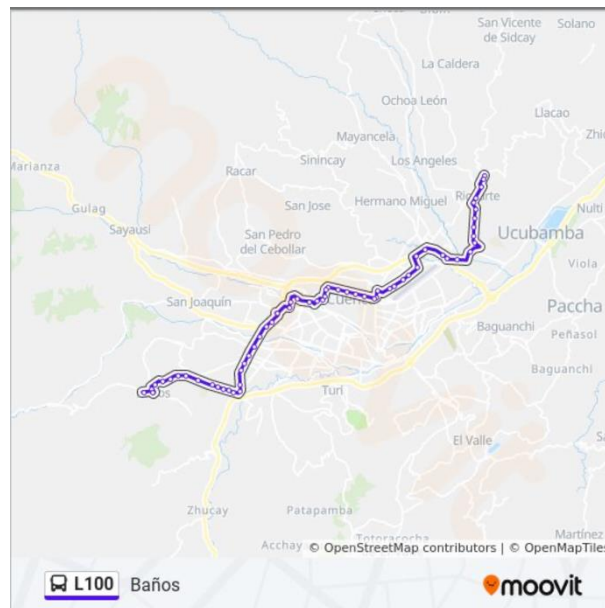 San Vicente
de Sidcay
Solano
La Caldera
Ochoa León
Llacao
Mayancela
Marianza
Racar
Sinincay
Los Angeles
Gulag
San Jose
Hermano Miguel
Nulti
Sayausi
San Pedro
del Cebollar
Ucubamba
Viola
San Joaquín
Paccha
Baguanchi
Peñasol
Baguanchi
Turi
El Valle
Zhucay
Patapamba
Totoracocha
Martínez
Acchay
© OpenStreetMap contributors | © OpenMapTiles
L100 Baños
moovit